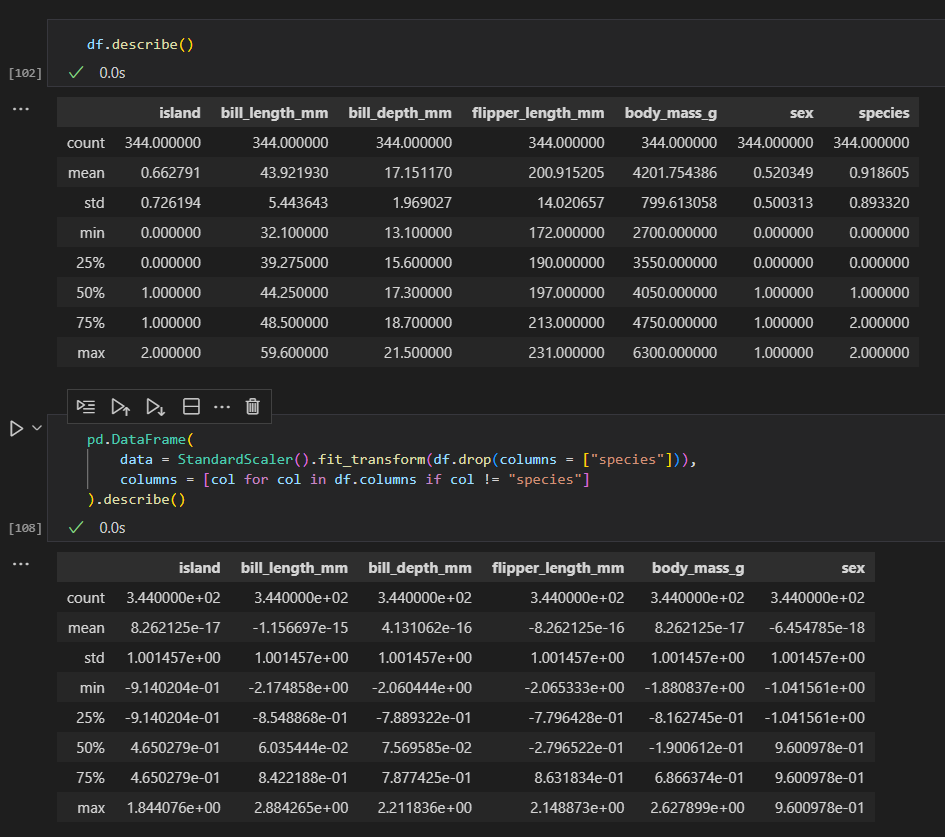 df.describe()
[102]
0.0s
...
island bill_length_mm bill_depth_mm flipper_length_mm body_mass_g sex species
count 344.000000 344.000000 344.000000 344.000000 344.000000 344.000000 344.000000
mean 0.662791 43.921930 17.151170 200.915205 4201.754386 0.520349 0.918605
std 0.726194 5.443643 1.969027 14.020657 799.613058 0.500313 0.893320
min 0.000000 32.100000 13.100000 172.000000 2700.000000 0.000000 0.000000
25% 0.000000 39.275000 15.600000 190.000000 3550.000000 0.000000 0.000000
50% 1.000000 44.250000 17.300000 197.000000 4050.000000 1.000000 1.000000
75% 1.000000 48.500000 18.700000 213.000000 4750.000000 1.000000 2.000000
max 2.000000 59.600000 21.500000 231.000000 6300.000000 1.000000 2.000000
pd.DataFrame(
data = StandardScaler().fit_transform(df.drop(columns = ["species"])),
columns = [col for col in df.columns if col != "species"]
).describe()
[108]
0.0s
...
island bill_length_mm bill_depth_mm flipper_length_mm body_mass_g sex
count 3.440000e+02 3.440000e+02 3.440000e+02 3.440000e+02 3.440000e+02 3.440000e+02
mean 8.262125e-17 -1.156697e-15 4.131062e-16 -8.262125e-16 8.262125e-17 -6.454785e-18
std 1.001457e+00 1.001457e+00 1.001457e+00 1.001457e+00 1.001457e+00 1.001457e+00
min -9.140204e-01 -2.174858e+00 -2.060444e+00 -2.065333e+00 -1.880837e+00 -1.041561e+00
25% -9.140204e-01 -8.548868e-01 -7.889322e-01 -7.796428e-01 -8.162745e-01 -1.041561e+00
50% 4.650279e-01 6.035444e-02 7.569585e-02 -2.796522e-01 -1.900612e-01 9.600978e-01
75% 4.650279e-01 8.422188e-01 7.877425e-01 8.631834e-01 6.866374e-01 9.600978e-01
max 1.844076e+00 2.884265e+00 2.211836e+00 2.148873e+00 2.627899e+00 9.600978e-01